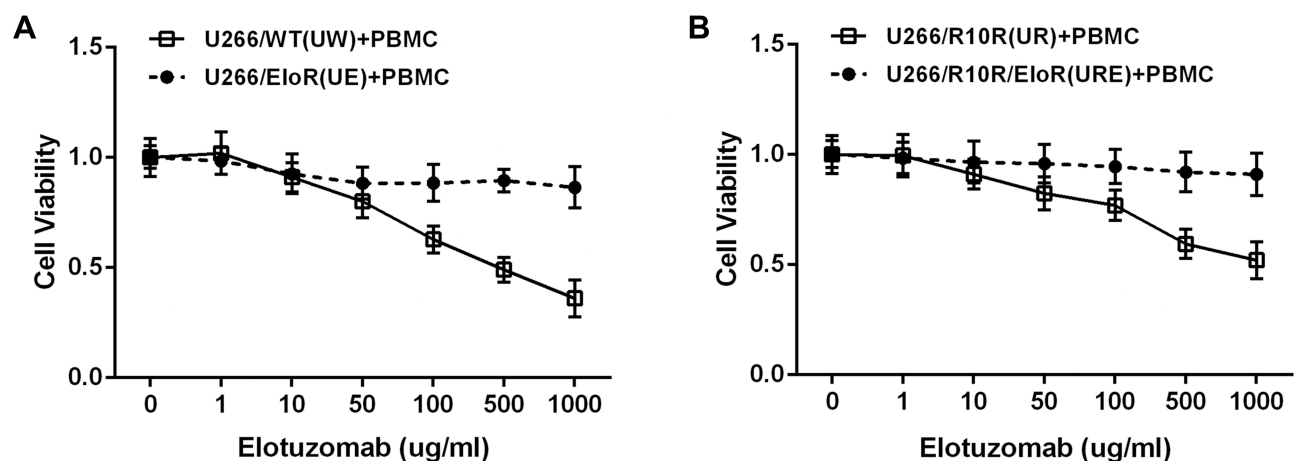 A
U266/WT(UW)+PBMC
U266/EloR(UE)+PBMC
1.5
1.0
0.5
0.0
Cell Viability
0 1 10 50 100 500 1000
Elotuzomab (ug/ml)
B
U266/R10R(UR)+PBMC
U266/R10R/EloR(URE)+PBMC
1.5
1.0
0.5
0.0
Cell Viability
0 1 10 50 100 500 1000
Elotuzomab (ug/ml)